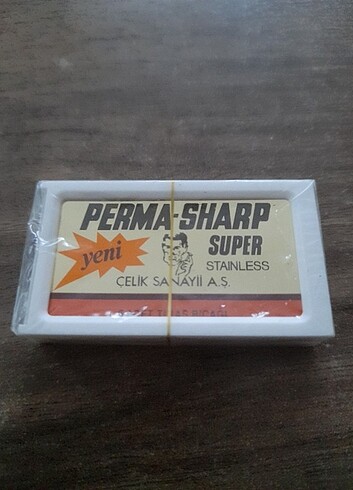 PERMA-SHARP
yeni
SUPER
STAINLESS
ÇELİK SANAYİİ A.Ş.